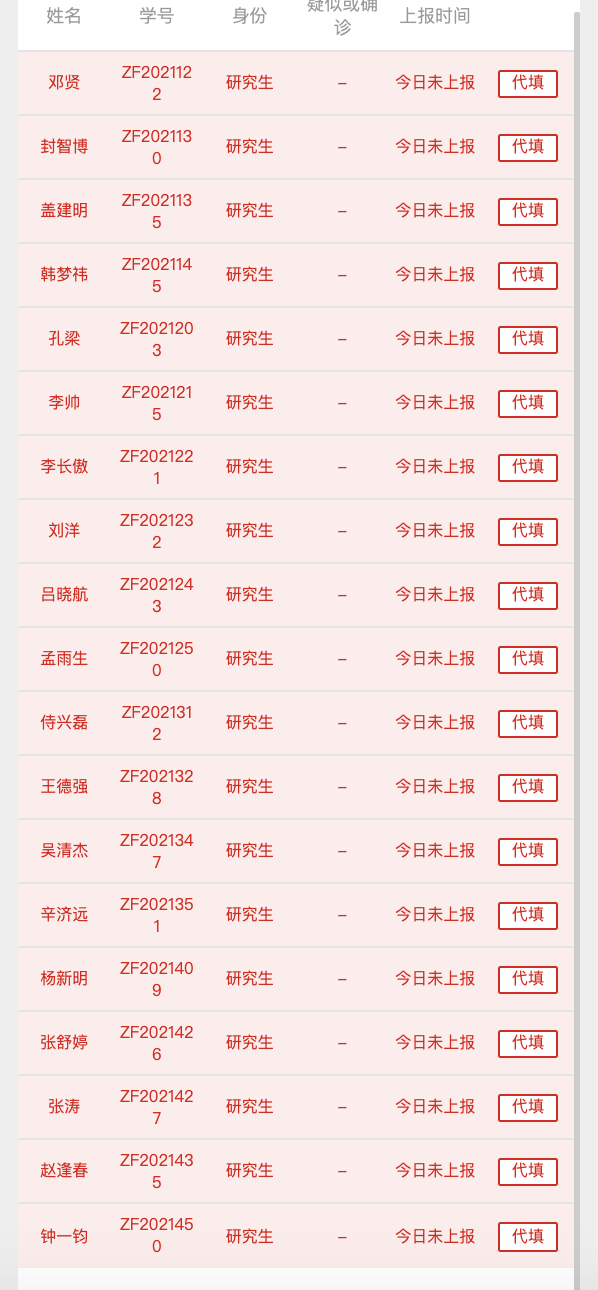 姓名 学号 身份 疑似或确诊 上报时间
邓贤 ZF2021122 研究生 – 今日未上报 代填
封智博 ZF2021130 研究生 – 今日未上报 代填
盖建明 ZF2021135 研究生 – 今日未上报 代填
韩梦祎 ZF2021145 研究生 – 今日未上报 代填
孔梁 ZF2021203 研究生 – 今日未上报 代填
李帅 ZF2021215 研究生 – 今日未上报 代填
李长傲 ZF2021221 研究生 – 今日未上报 代填
刘洋 ZF2021232 研究生 – 今日未上报 代填
吕晓航 ZF2021243 研究生 – 今日未上报 代填
孟雨生 ZF2021250 研究生 – 今日未上报 代填
侍兴磊 ZF2021312 研究生 – 今日未上报 代填
王德强 ZF2021328 研究生 – 今日未上报 代填
吴清杰 ZF2021347 研究生 – 今日未上报 代填
辛济远 ZF2021351 研究生 – 今日未上报 代填
杨新明 ZF2021409 研究生 – 今日未上报 代填
张舒婷 ZF2021426 研究生 – 今日未上报 代填
张涛 ZF2021427 研究生 – 今日未上报 代填
赵逢春 ZF2021435 研究生 – 今日未上报 代填
钟一钧 ZF2021450 研究生 – 今日未上报 代填